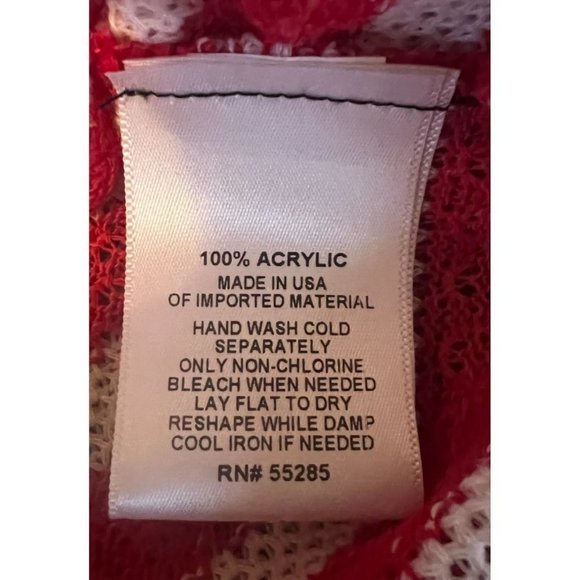 100% ACRYLIC
MADE IN USA
OF IMPORTED MATERIAL
HAND WASH COLD
SEPARATELY
ONLY NON-CHLORINE
BLEACH WHEN NEEDED
LAY FLAT TO DRY
RESHAPE WHILE DAMP
COOL IRON IF NEEDED
RN# 55285